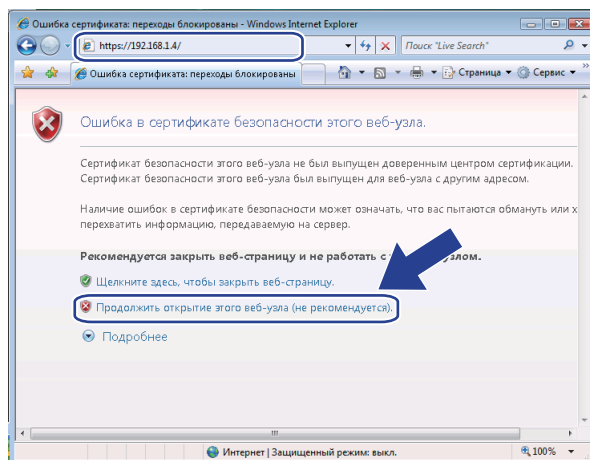 Ошибка сертификата: переходы блокированы - Windows Internet Explorer
https://192.168.1.4/
Поиск "Live Search"
Ошибка сертификата: переходы блокированы
Страница
Сервис
Ошибка в сертификате безопасности этого веб-узла.
Сертификат безопасности этого веб-узла не был выпущен доверенным центром сертификации.
Сертификат безопасности этого веб-узла был выпущен для веб-узла с другим адресом.
Наличие ошибок в сертификате безопасности может означать, что вас пытаются обмануть или х
перехватить информацию, передаваемую на сервер.
Рекомендуется закрыть веб-страницу и не работать с узлом.
Щелкните здесь, чтобы закрыть веб-страницу.
Продолжить открытие этого веб-узла (не рекомендуется).
Подробнее
Интернет | Защищенный режим: выкл.
100%